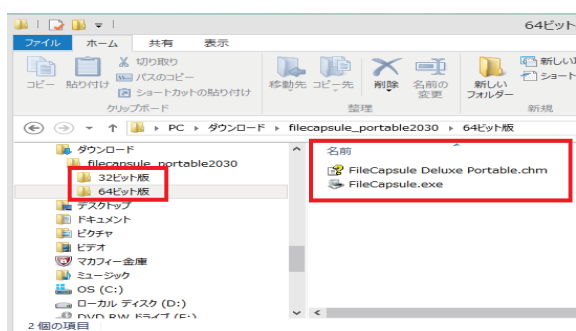 64ビット
ファイル ホーム 共有 表示
コピー 貼り付け
切り取り
パスのコピー
ショートカットの貼り付け
クリップボード
移動先 コピー先 削除 名前の変更
整理
新しいフォルダー
新しい
ショート
新規
PC ダウンロード filecapsule_portable2030 64ビット版
ダウンロード
filecapsule_portable2030
32ビット版
64ビット版
デスクトップ
ドキュメント
ピクチャ
ビデオ
マカフィー金庫
ミュージック
OS (C:)
ローカル ディスク (D:)
DVD RW ドライブ (E:)
2 個の項目
名前
FileCapsule Deluxe Portable.chm
FileCapsule.exe